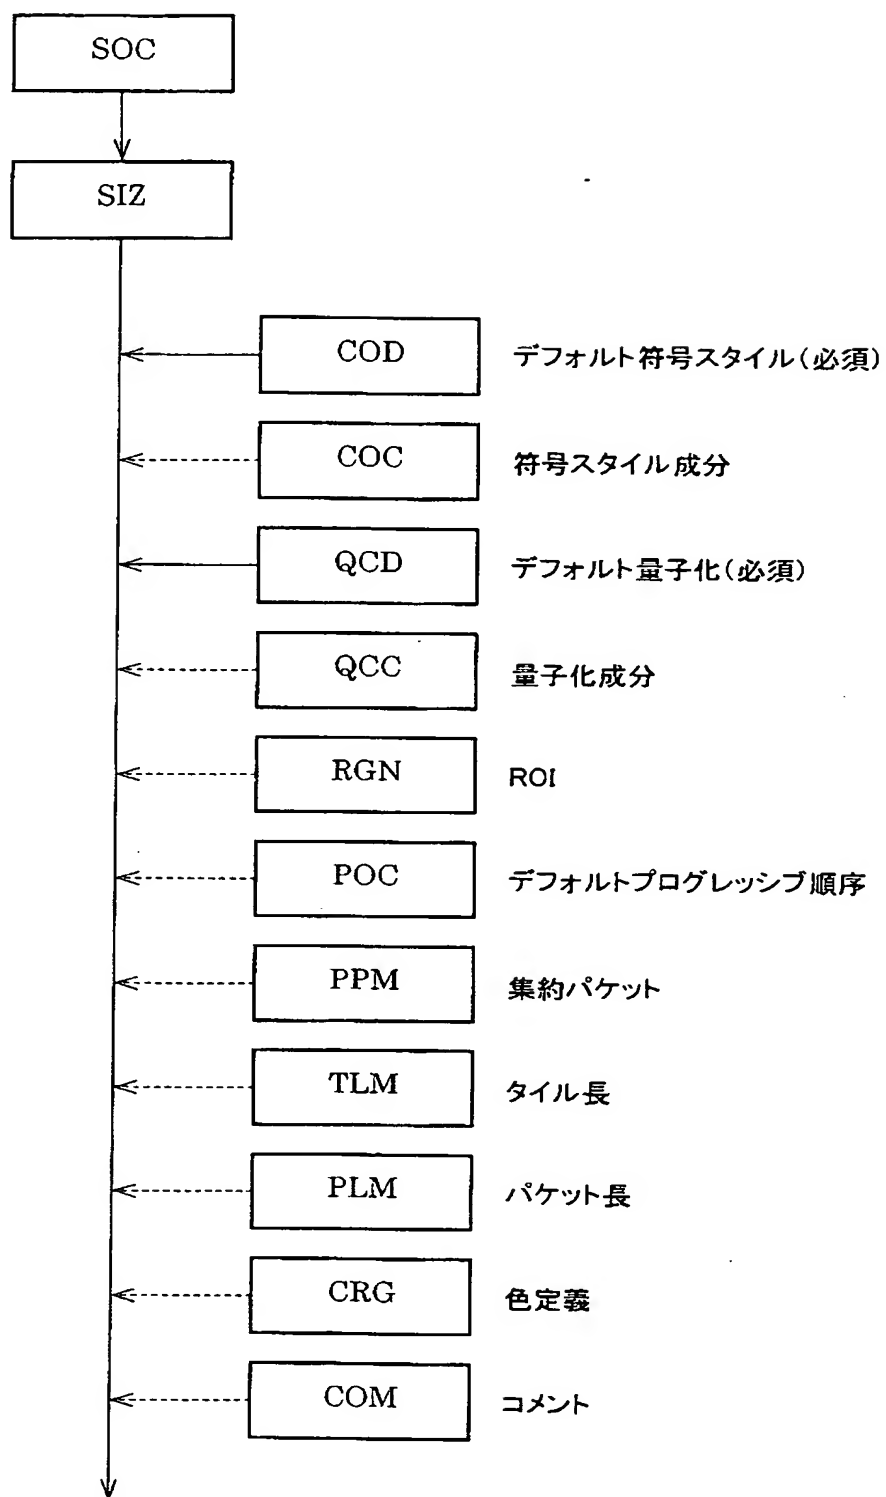 SOC
SIZ
COD デフォルト符号スタイル(必須)
COC 符号スタイル成分
QCD デフォルト量子化(必須)
QCC 量子化成分
RGN ROI
POC デフォルトプログレッシブ順序
PPM 集約パケット
TLM タイル長
PLM パケット長
CRG 色定義
COM コメント